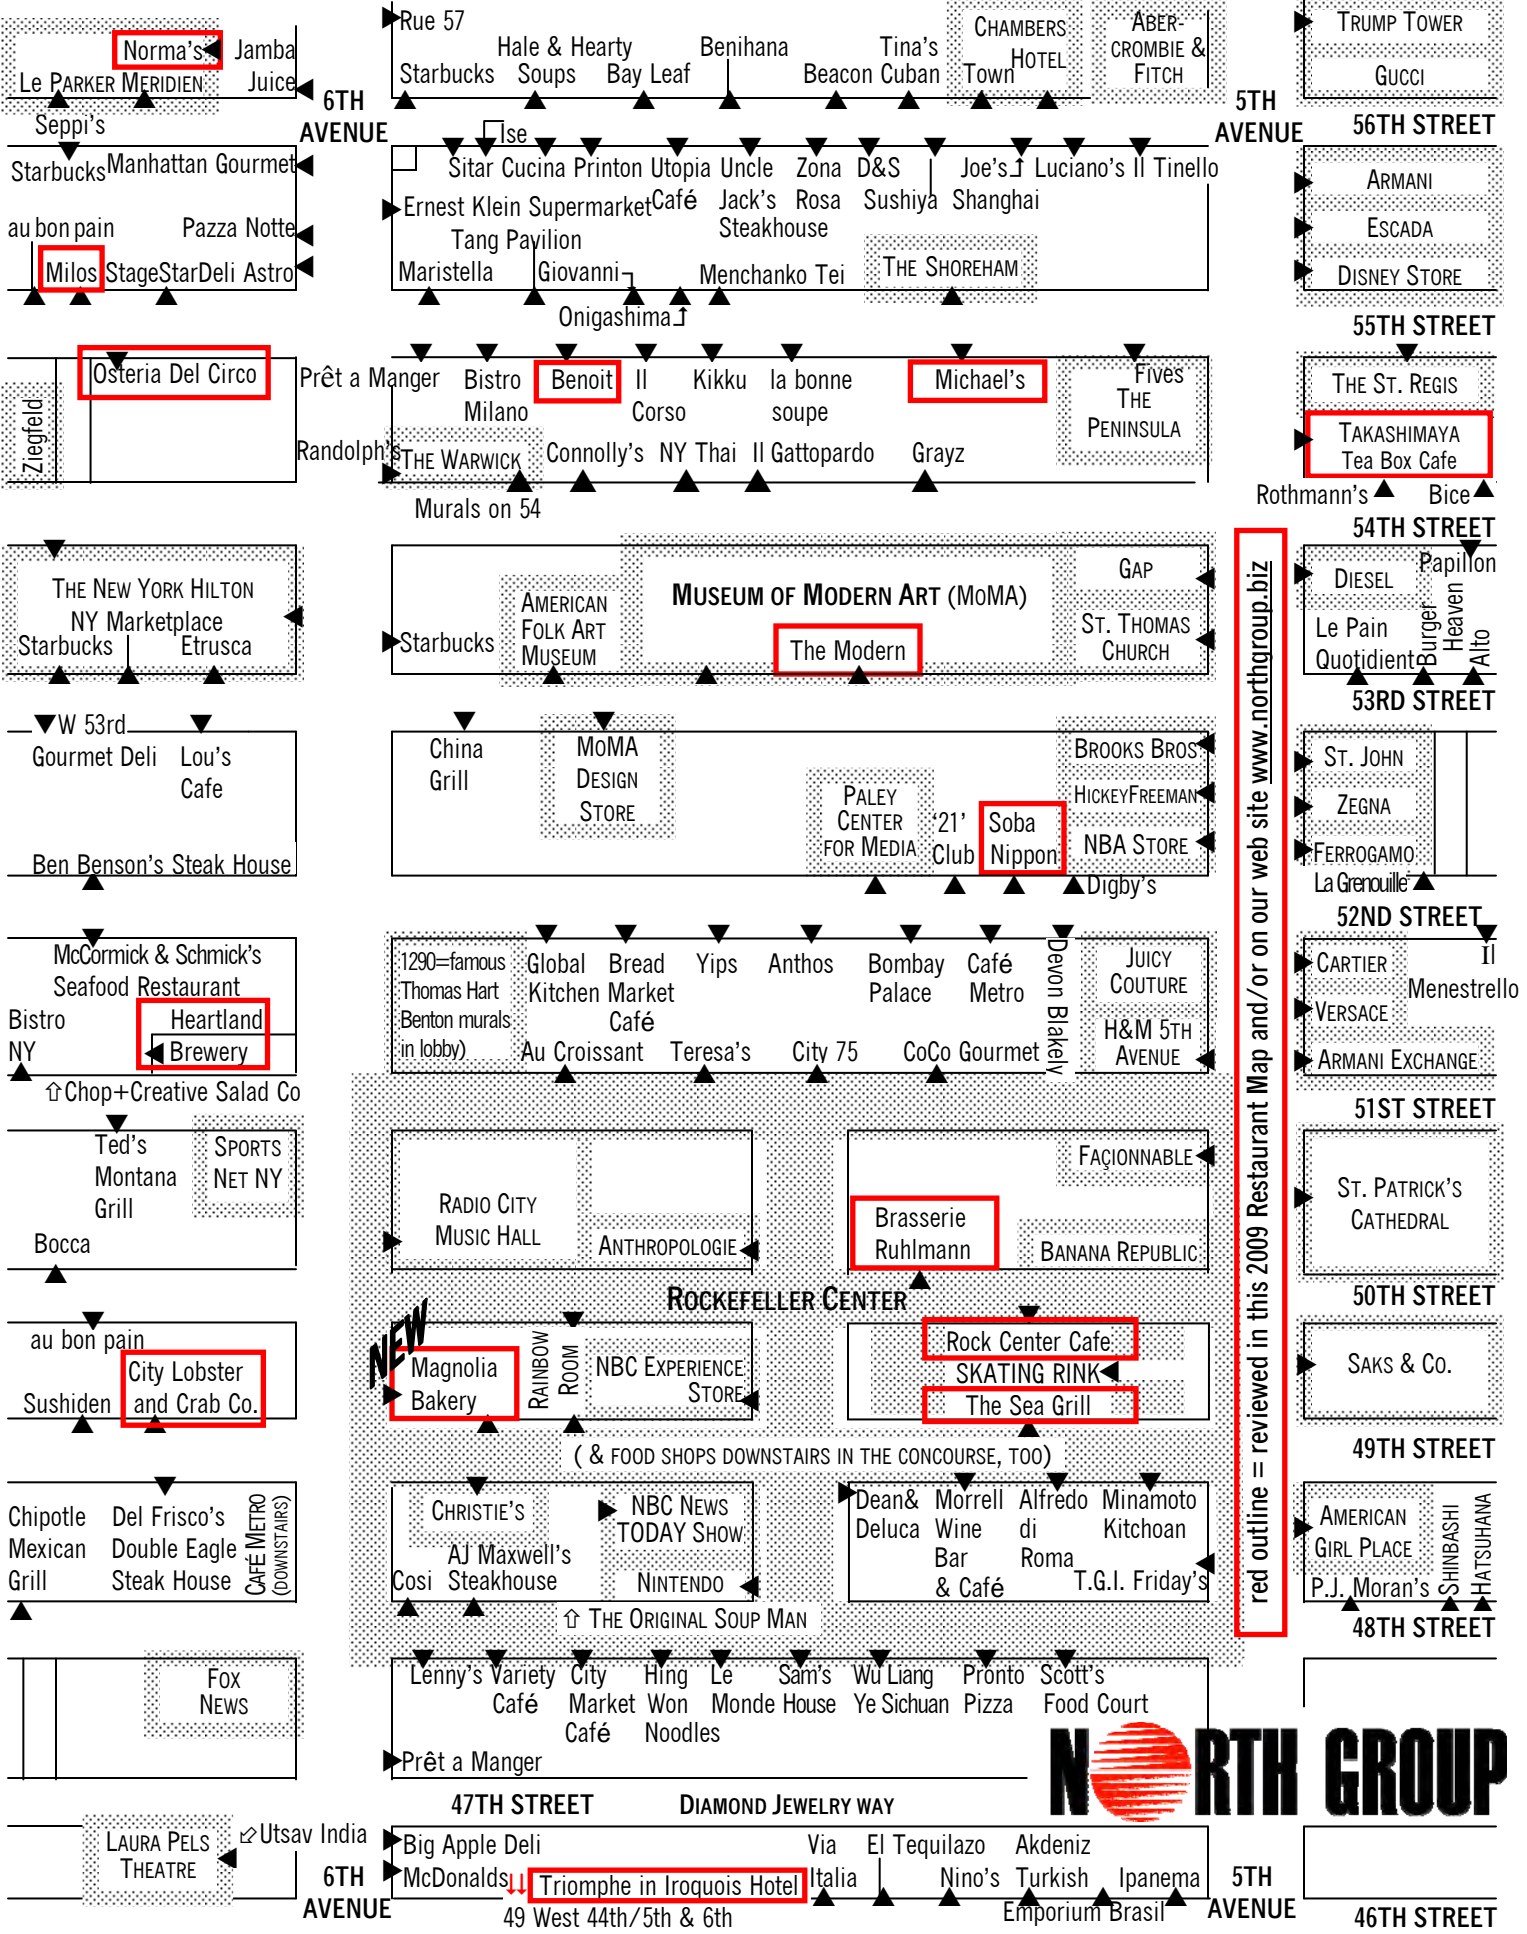 Rue 57
Norma's
Jamba
Juice
Le PARKER MERIDIEN
Seppi's
6TH
AVENUE
Hale & Hearty
Starbucks
Soups
Bay Leaf
Benihana
Beacon
Tina's
Cuban
CHAMBERS
HOTEL
Town
ABER-
CROMBIE &
FITCH
5TH
AVENUE
TRUMP TOWER
GUCCI
56TH STREET
Starbucks
Manhattan Gourmet
au bon pain
Pazza Notte
Milos
StageStarDeli
Astro
Ise
Sitar
Cucina
Printon
Utopia
Café
Uncle
Jack's
Steakhouse
Zona
Rosa
D&S
Sushiya
Joe's
Shanghai
Luciano's
Il Tinello
Ernest Klein Supermarket
Tang Pavilion
Maristella
Giovanni
Onigashima
Menchanko Tei
THE SHOREHAM
ARMANI
ESCADA
DISNEY STORE
55TH STREET
Ziegfeld
Osteria Del Circo
Prêt a Manger
Bistro
Milano
Benoit
Il
Corso
Kikku
la bonne
soupe
Michael's
Fives
THE
PENINSULA
Randolph's
THE WARWICK
Murals on 54
Connolly's
NY Thai
Il Gattopardo
Grayz
THE ST. REGIS
TAKASHIMAYA
Tea Box Cafe
Rothmann's
Bice
54TH STREET
THE NEW YORK HILTON
NY Marketplace
Starbucks
Etrusca
Starbucks
AMERICAN
FOLK ART
MUSEUM
MUSEUM OF MODERN ART (MOMA)
The Modern
GAP
ST. THOMAS
CHURCH
DIESEL
Papillon
Le Pain
Quotidient
Burger
Heaven
Alto
53RD STREET
W 53rd
Gourmet Deli
Lou's
Cafe
Ben Benson's Steak House
China
Grill
MOMA
DESIGN
STORE
PALEY
CENTER
FOR MEDIA
'21'
Club
Soba
Nippon
Digby's
BROOKS BROS
HICKEYFREEMAN
NBA STORE
ST. JOHN
ZEGNA
FERROGAMO
La Grenouille
52ND STREET
McCormick & Schmick's
Seafood Restaurant
Bistro
NY
Heartland
Brewery
⇧Chop+Creative Salad Co
1290=famous
Thomas Hart
Benton murals
in lobby)
Global
Kitchen
Bread
Market
Café
Yips
Anthos
Bombay
Palace
Café
Metro
Devon Blakely
JUICY
COUTURE
H&M 5TH
AVENUE
Au Croissant
Teresa's
City 75
CoCo Gourmet
CARTIER
VERSACE
ARMANI EXCHANGE
Il
Menestrello
51ST STREET
Ted's
Montana
Grill
SPORTS
NET NY
Bocca
RADIO CITY
MUSIC HALL
ANTHROPOLOGIE
FAÇIONNABLE
Brasserie
Ruhlmann
BANANA REPUBLIC
ST. PATRICK'S
CATHEDRAL
50TH STREET
ROCKEFELLER CENTER
au bon pain
City Lobster
and Crab Co.
Sushiden
NEW
Magnolia
Bakery
RAINBOW
ROOM
NBC EXPERIENCE
STORE
Rock Center Cafe
SKATING RINK
The Sea Grill
SAKS & CO.
49TH STREET
( & FOOD SHOPS DOWNSTAIRS IN THE CONCOURSE, TOO)
Chipotle
Mexican
Grill
Del Frisco's
Double Eagle
Steak House
CAFÉ METRO
(DOWNSTAIRS)
CHRISTIE'S
NBC NEWS
TODAY SHOW
AJ Maxwell's
Steakhouse
Cosi
NINTENDO
⇧ THE ORIGINAL SOUP MAN
Dean&
Deluca
Morrell
Wine
Bar
& Café
Alfredo
di
Roma
Minamoto
Kitchoan
T.G.I. Friday's
AMERICAN
GIRL PLACE
P.J. Moran's
SHINBASHI
HATSUHANA
48TH STREET
red outline = reviewed in this 2009 Restaurant Map and/or on our web site www.northgroup.biz
FOX
NEWS
Lenny's
Variety
Café
City
Market
Café
Hing
Won
Noodles
Le
Monde
Sam's
House
Wu Liang
Ye Sichuan
Pronto
Pizza
Scott's
Food Court
Prêt a Manger
NORTH GROUP
47TH STREET
DIAMOND JEWELRY WAY
LAURA PELS
THEATRE
Utsav India
6TH
AVENUE
Big Apple Deli
McDonalds
Triomphe in Iroquois Hotel
49 West 44th/5th & 6th
Via
Italia
El Tequilazo
Nino's
Akdeniz
Turkish
Emporium Brasil
Ipanema
5TH
AVENUE
46TH STREET